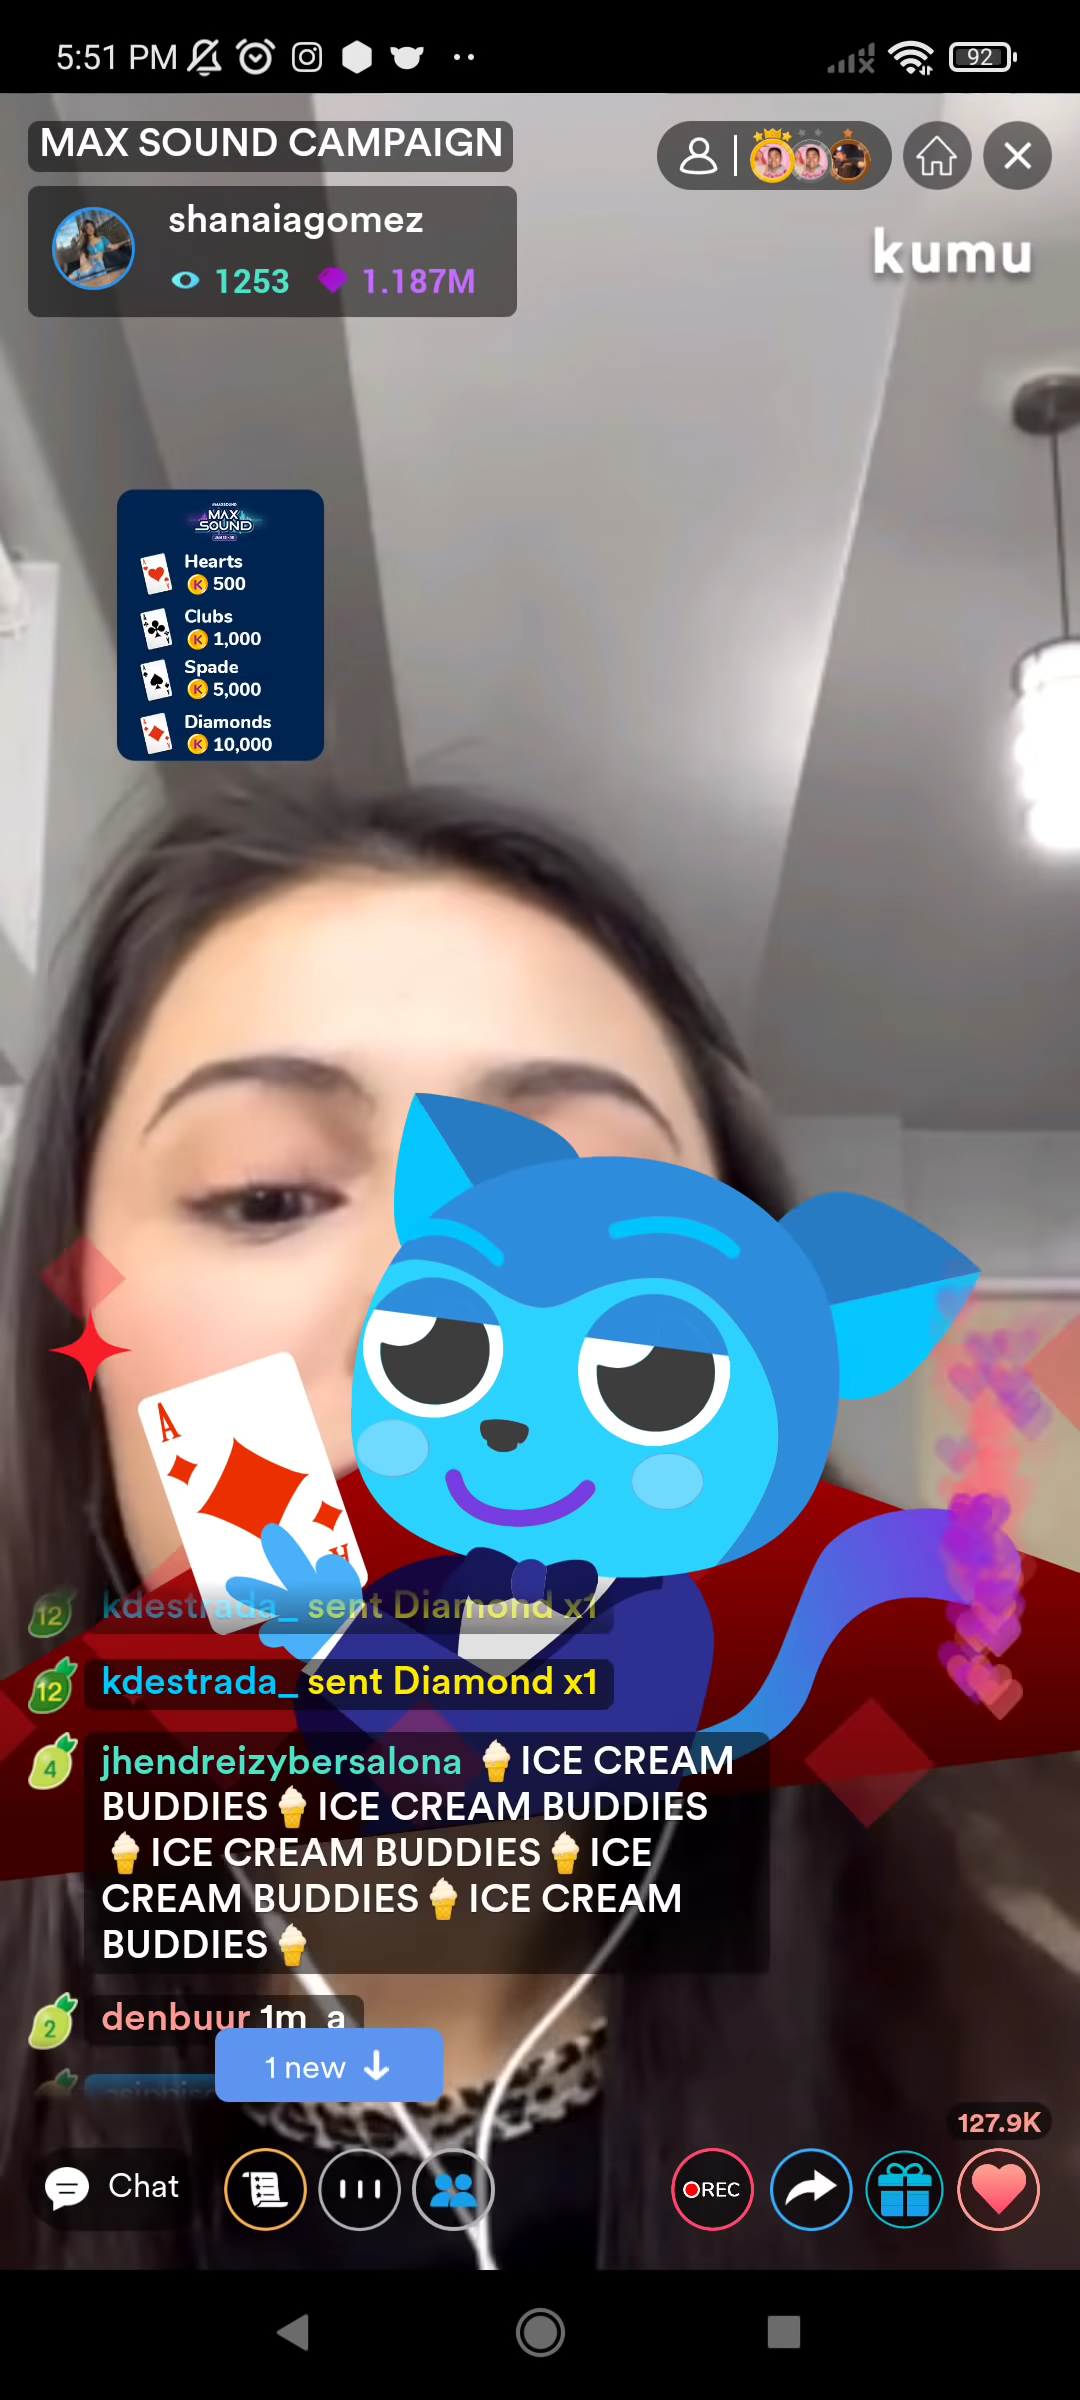 5:51 PM
92
MAX SOUND CAMPAIGN
shanaiagomez
1253 1.187M
kumu
MAX
SOUND
Hearts
K 500
Clubs
K 1,000
Spade
K 5,000
Diamonds
K 10,000
A
A
12 kdestrada_ sent Diamond x1
12 kdestrada_ sent Diamond x1
4 jhendreizybersalona 🍦ICE CREAM
BUDDIES🍦ICE CREAM BUDDIES
🍦ICE CREAM BUDDIES🍦ICE
CREAM BUDDIES🍦ICE CREAM
BUDDIES🍦
2 denbuur 1m a
1 new ↓
127.9K
Chat
REC